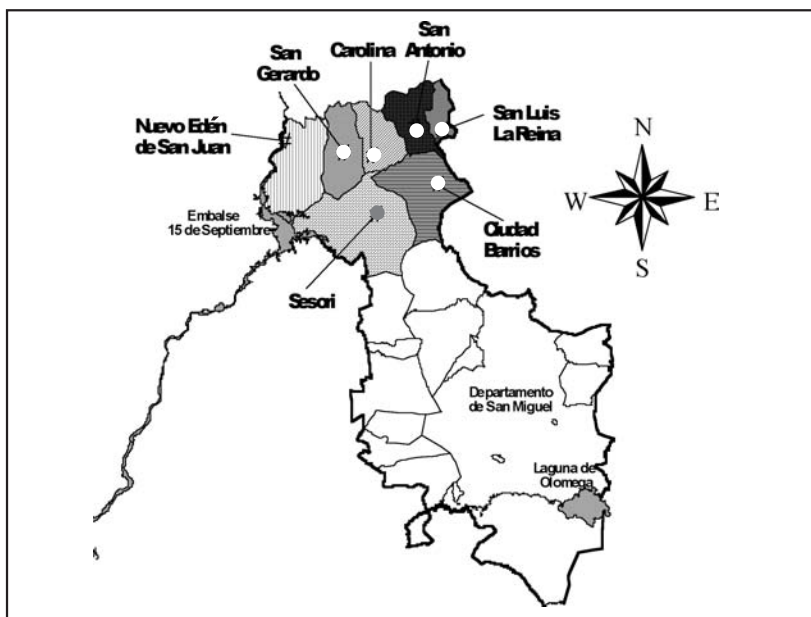 San
Gerardo
Carolina
San
Antonio
San Luis
La Reina
Nuevo Edén
de San Juan
Embalse
15 de Septiembre
Ciudad
Barrios
Sesori
Departamento
de San Miguel
Laguna de
Olomega
N
W
E
S